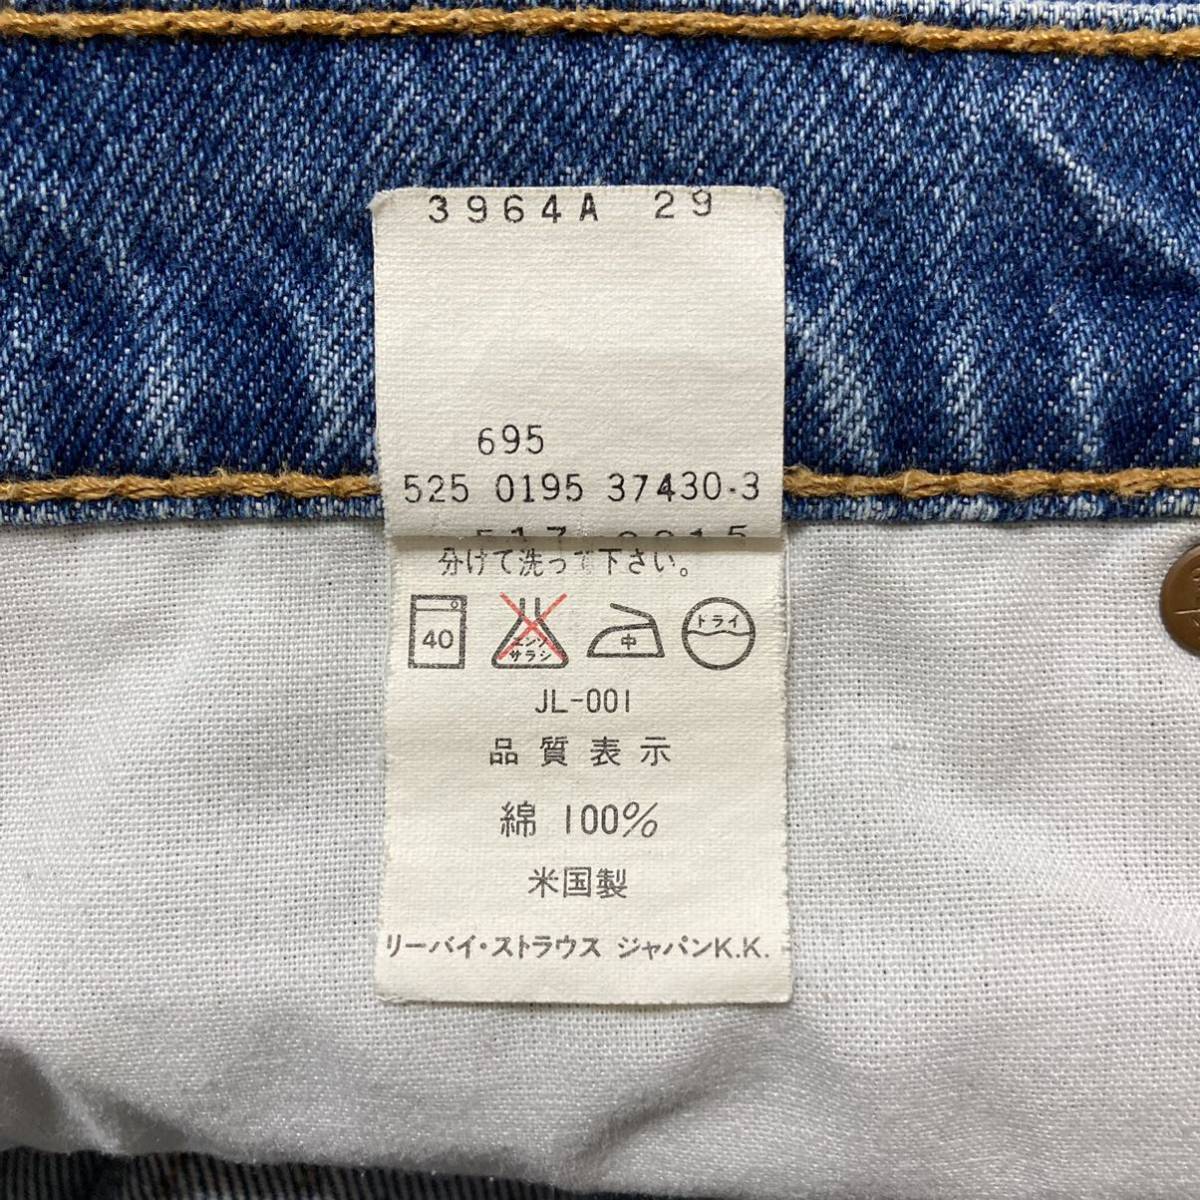 3964A 29
695
525 0195 37430-3
分けて洗って下さい。
40
エンソ
サラシ
中
ドライ
JL-001
品質表示
綿 100%
米国製
リーバイ・ストラウス ジャパンK.K.